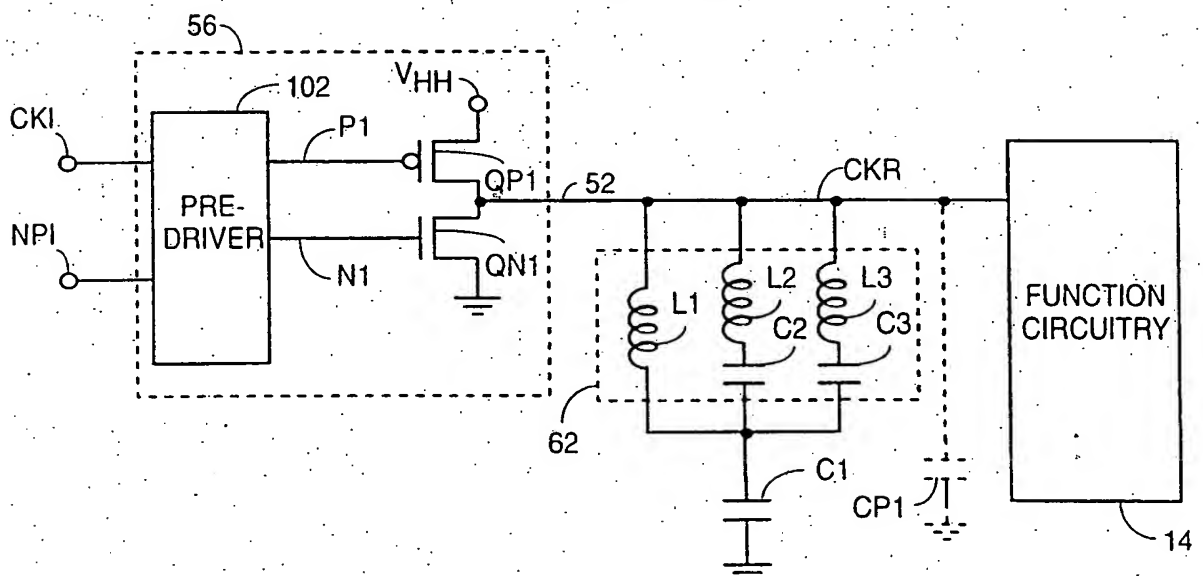 56
102
VHH
CKI
P1
QP1
52
CKR
PRE-
DRIVER
NPI
N1
QN1
L1
L2
L3
C2
C3
FUNCTION
CIRCUITRY
62
C1
CP1
14